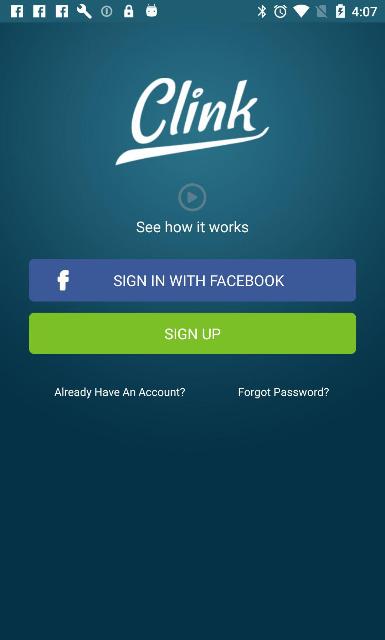 4:07
Clink
See how it works
f SIGN IN WITH FACEBOOK
SIGN UP
Already Have An Account? Forgot Password?